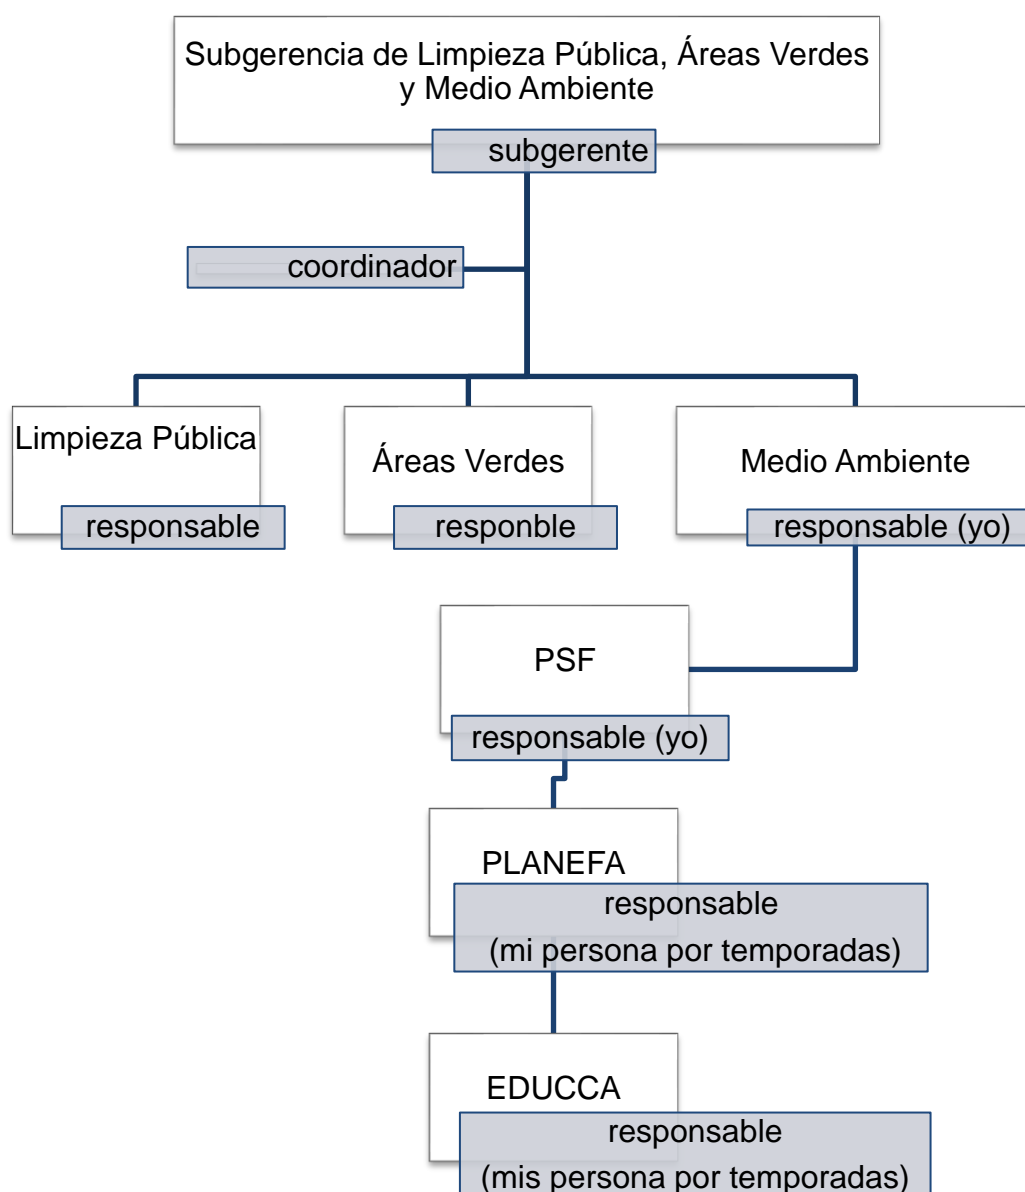 Subgerencia de Limpieza Pública, Áreas Verdes
y Medio Ambiente
subgerente
coordinador
Limpieza Pública
responsable
Áreas Verdes
responble
Medio Ambiente
responsable (yo)
PSF
responsable (yo)
PLANEFA
responsable
(mi persona por temporadas)
EDUCCA
responsable
(mis persona por temporadas)